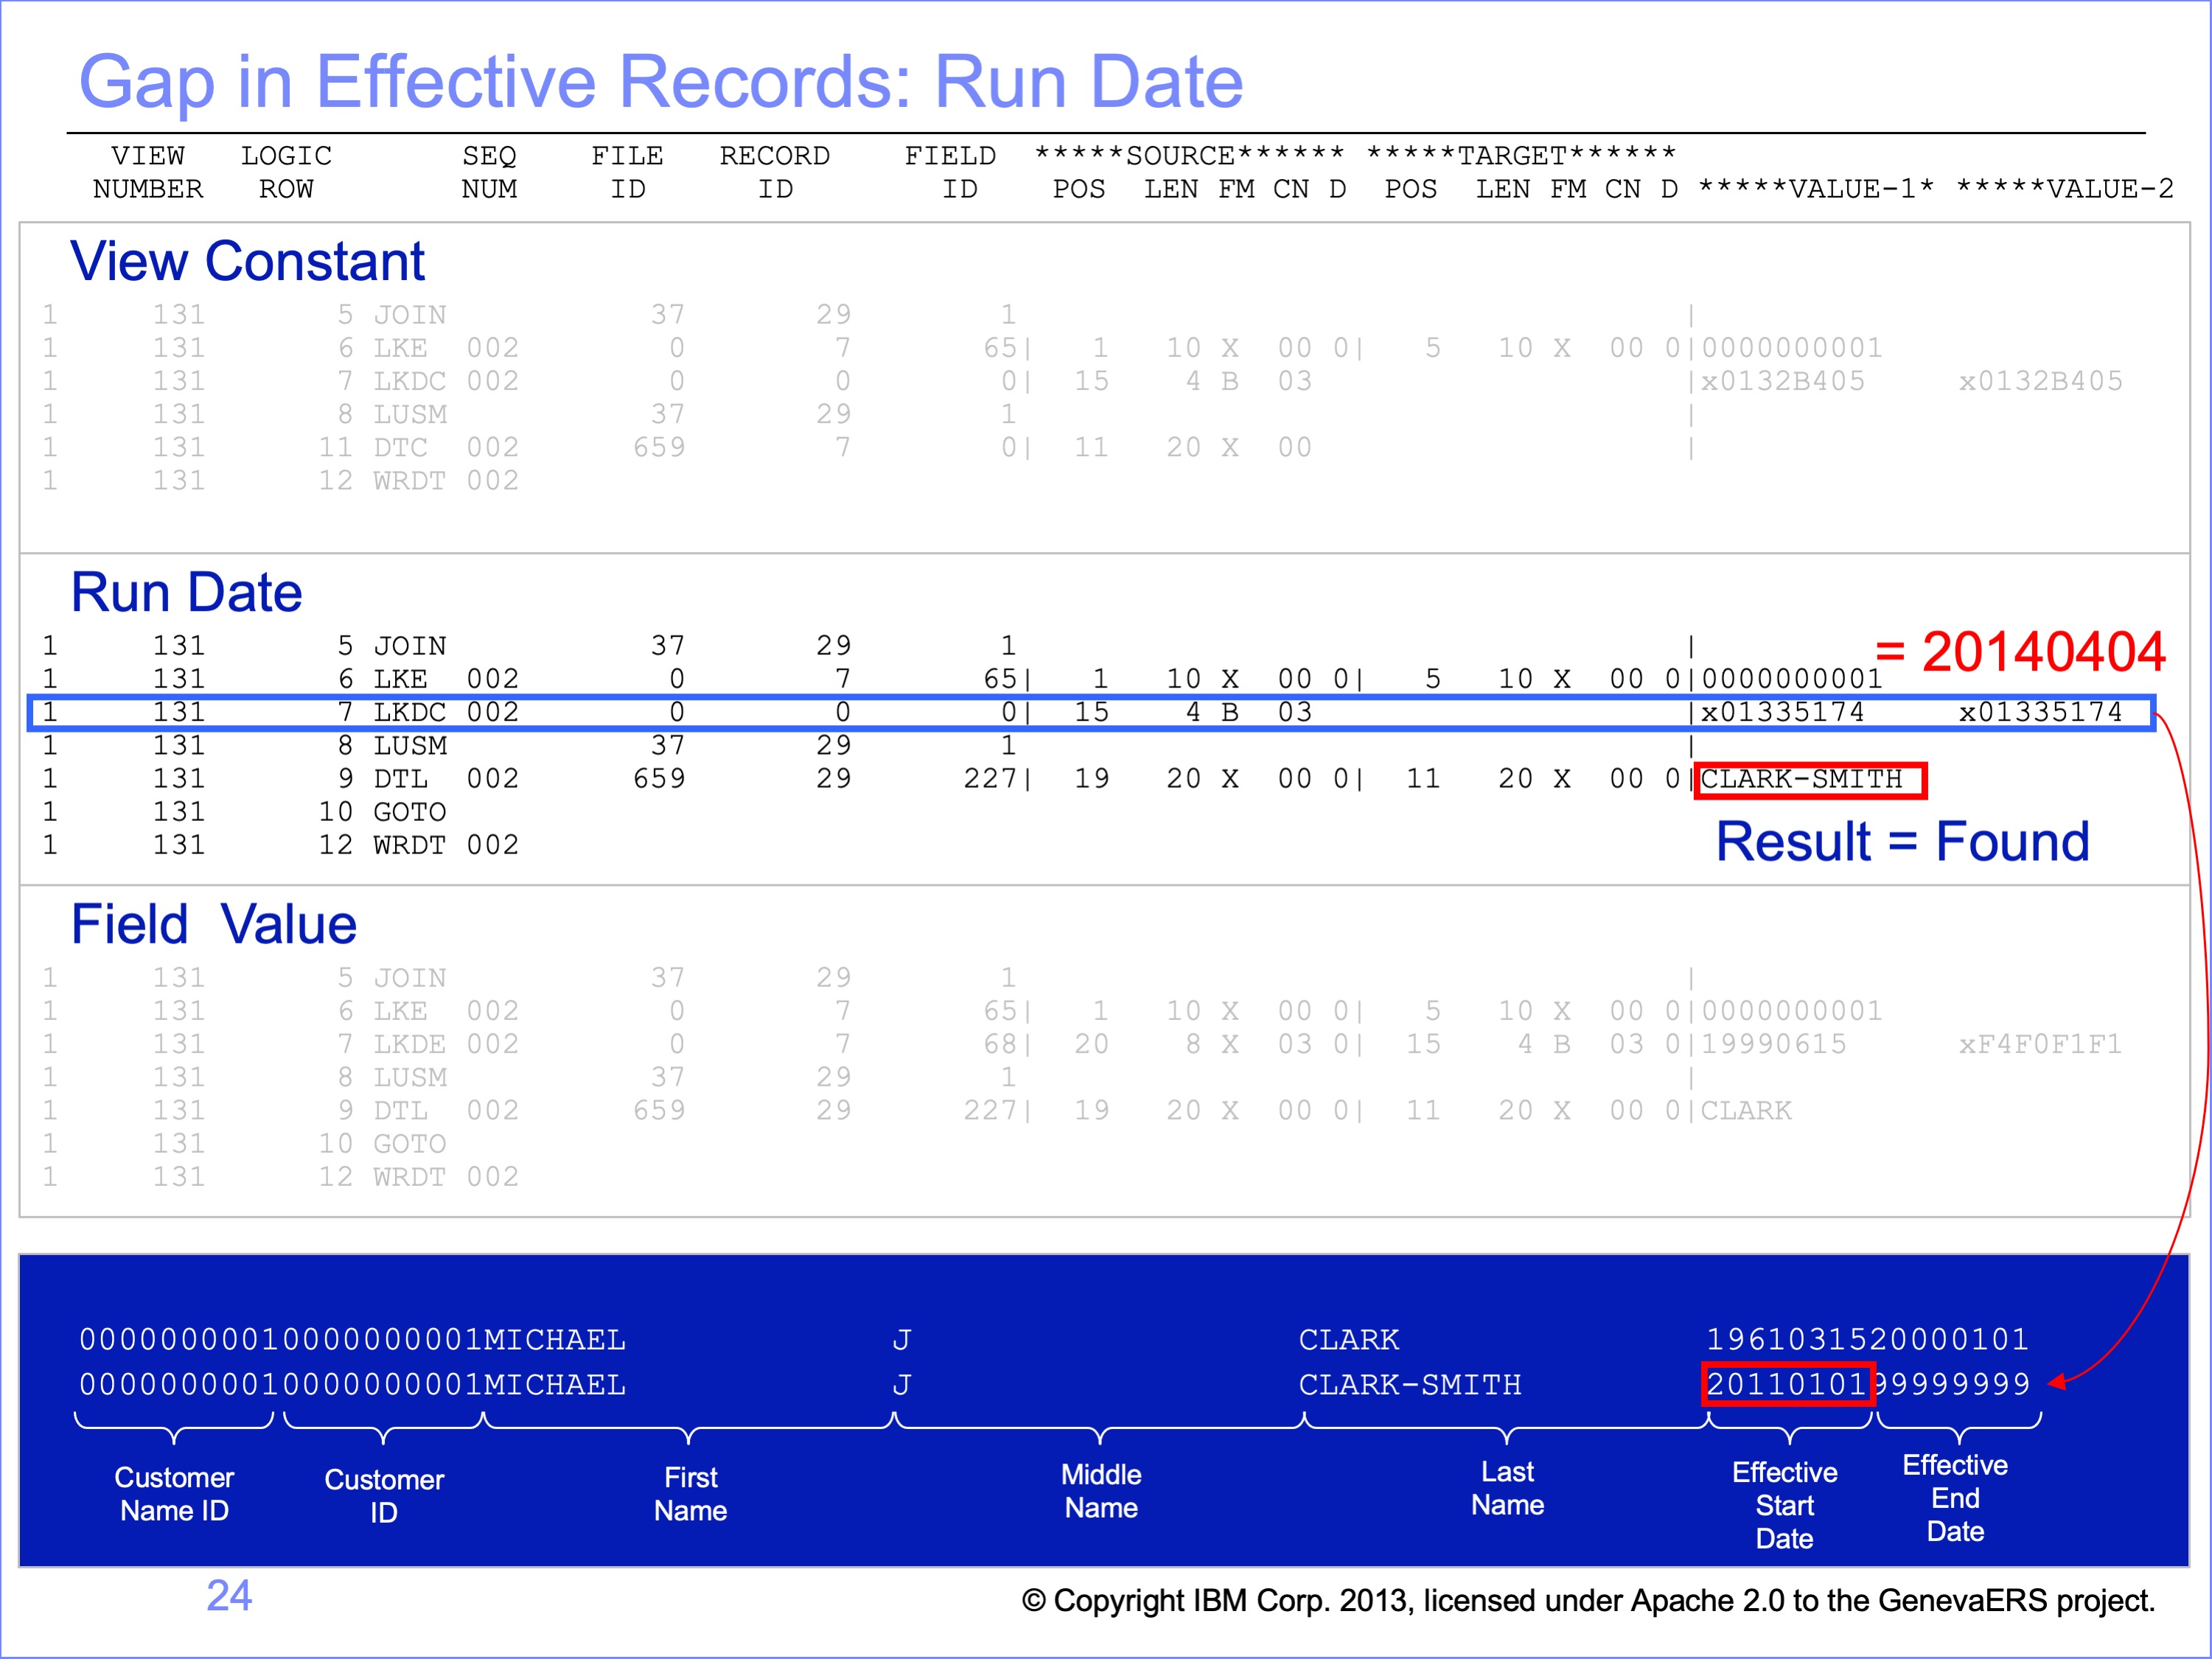 Gap in Effective Records: Run Date
VIEW LOGIC SEQ FILE RECORD FIELD *****SOURCE****** *****TARGET******
NUMBER ROW NUM ID ID ID POS LEN FM CN D POS LEN FM CN D *****VALUE-1* *****VALUE-2
View Constant
1 131 5 JOIN 37 29 1 |
1 131 6 LKE 002 0 7 65| 1 10 X 00 0| 5 10 X 00 0|0000000001
1 131 7 LKDC 002 0 0 0| 15 4 B 03 |x0132B405 x0132B405
1 131 8 LUSM 37 29 1 |
1 131 11 DTC 002 659 7 0| 11 20 X 00 |
1 131 12 WRDT 002
Run Date
1 131 5 JOIN 37 29 1 | = 20140404
1 131 6 LKE 002 0 7 65| 1 10 X 00 0| 5 10 X 00 0|0000000001
1 131 7 LKDC 002 0 0 0| 15 4 B 03 |x01335174 x01335174
1 131 8 LUSM 37 29 1 |
1 131 9 DTL 002 659 29 227| 19 20 X 00 0| 11 20 X 00 0|CLARK-SMITH
1 131 10 GOTO
1 131 12 WRDT 002 Result = Found
Field Value
1 131 5 JOIN 37 29 1 |
1 131 6 LKE 002 0 7 65| 1 10 X 00 0| 5 10 X 00 0|0000000001
1 131 7 LKDE 002 0 7 68| 20 8 X 03 0| 15 4 B 03 0|19990615 xF4F0F1F1
1 131 8 LUSM 37 29 1 |
1 131 9 DTL 002 659 29 227| 19 20 X 00 0| 11 20 X 00 0|CLARK
1 131 10 GOTO
1 131 12 WRDT 002
00000000010000000001MICHAEL J CLARK 1961031520000101
00000000010000000001MICHAEL J CLARK-SMITH 2011010199999999
Customer Name ID
Customer ID
First Name
Middle Name
Last Name
Effective Start Date
Effective End Date
24
© Copyright IBM Corp. 2013, licensed under Apache 2.0 to the GenevaERS project.